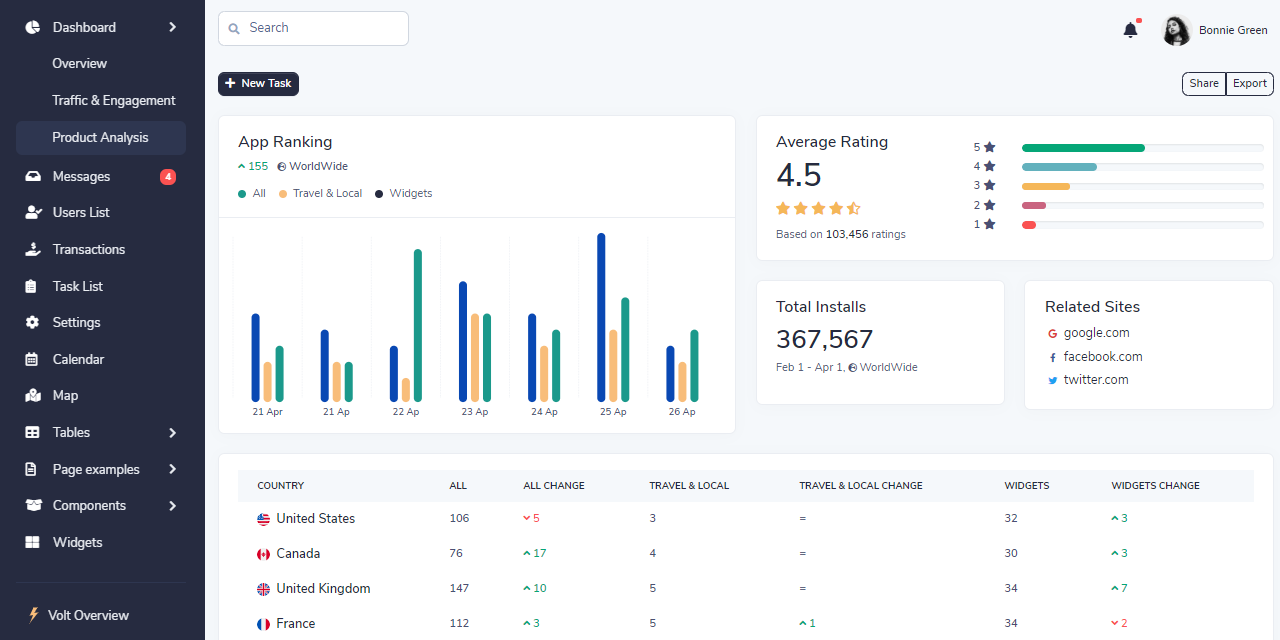 Dashboard
Overview
Traffic & Engagement
Product Analysis
Messages 4
Users List
Transactions
Task List
Settings
Calendar
Map
Tables
Page examples
Components
Widgets
Volt Overview
Search
Bonnie Green
New Task
Share Export
App Ranking
155 WorldWide
All Travel & Local Widgets
21 Apr 21 Ap 22 Ap 23 Ap 24 Ap 25 Ap 26 Ap
Average Rating
4.5
Based on 103,456 ratings
5
4
3
2
1
Total Installs
367,567
Feb 1 - Apr 1, WorldWide
Related Sites
google.com
facebook.com
twitter.com
COUNTRY ALL ALL CHANGE TRAVEL & LOCAL TRAVEL & LOCAL CHANGE WIDGETS WIDGETS CHANGE
United States 106 5 3 = 32 3
Canada 76 17 4 = 30 3
United Kingdom 147 10 5 = 34 7
France 112 3 5 1 34 2